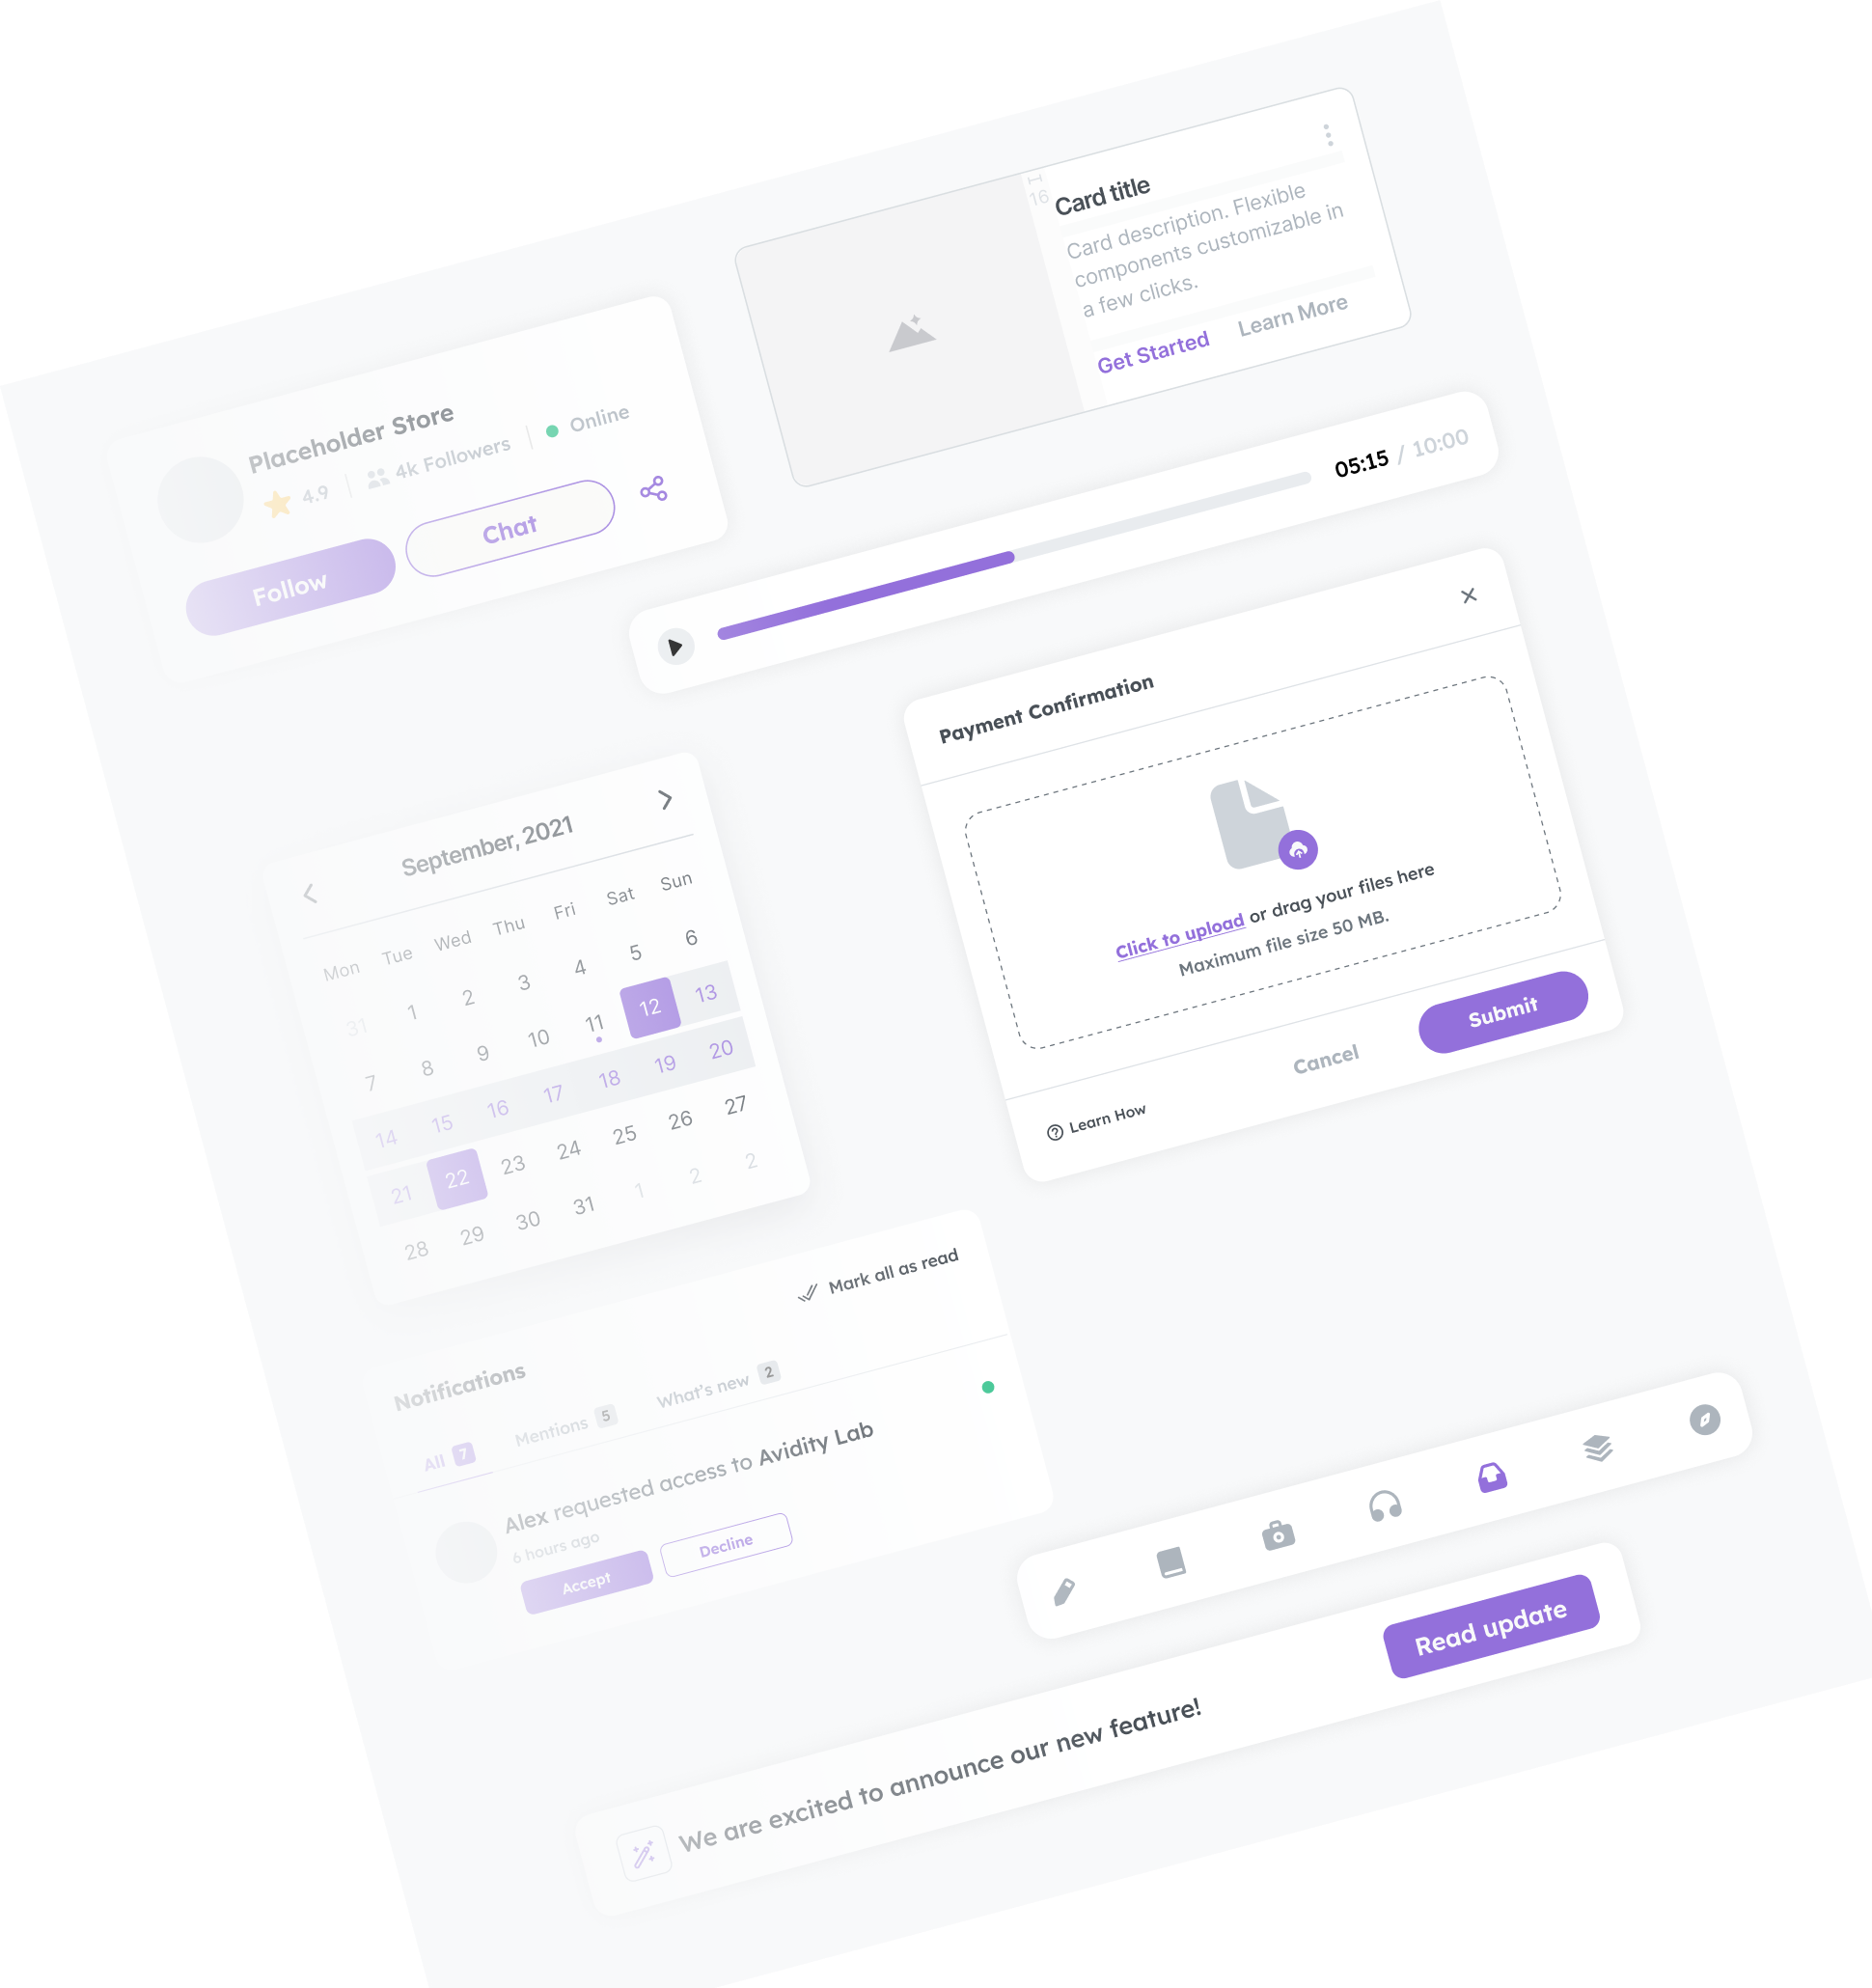 Card title
16
Card description. Flexible
components customizable in
a few clicks.
Get Started Learn More
Placeholder Store
4.9 4k Followers Online
Follow Chat
05:15 / 10:00
Payment Confirmation
Click to upload or drag your files here
Maximum file size 50 MB.
Learn How Cancel Submit
September, 2021
Mon Tue Wed Thu Fri Sat Sun
31 1 2 3 4 5 6
7 8 9 10 11 12 13
14 15 16 17 18 19 20
21 22 23 24 25 26 27
28 29 30 31 1 2 2
Notifications Mark all as read
All 7 Mentions 5 What's new 2
Alex requested access to Avidity Lab
6 hours ago
Accept Decline
We are excited to announce our new feature! Read update